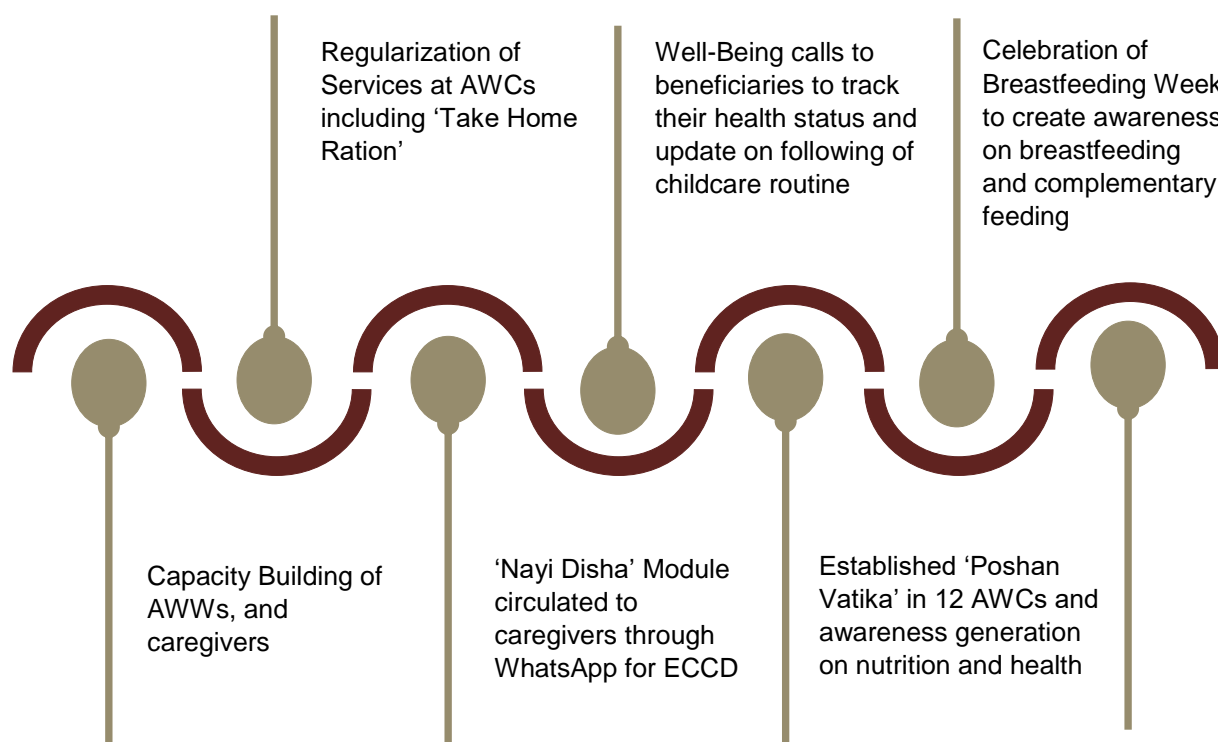 Regularization of
Services at AWCs
including ‘Take Home
Ration’
Well-Being calls to
beneficiaries to track
their health status and
update on following of
childcare routine
Celebration of
Breastfeeding Week
to create awareness
on breastfeeding
and complementary
feeding
Capacity Building of
AWWs, and
caregivers
‘Nayi Disha’ Module
circulated to
caregivers through
WhatsApp for ECCD
Established ‘Poshan
Vatika’ in 12 AWCs and
awareness generation
on nutrition and health